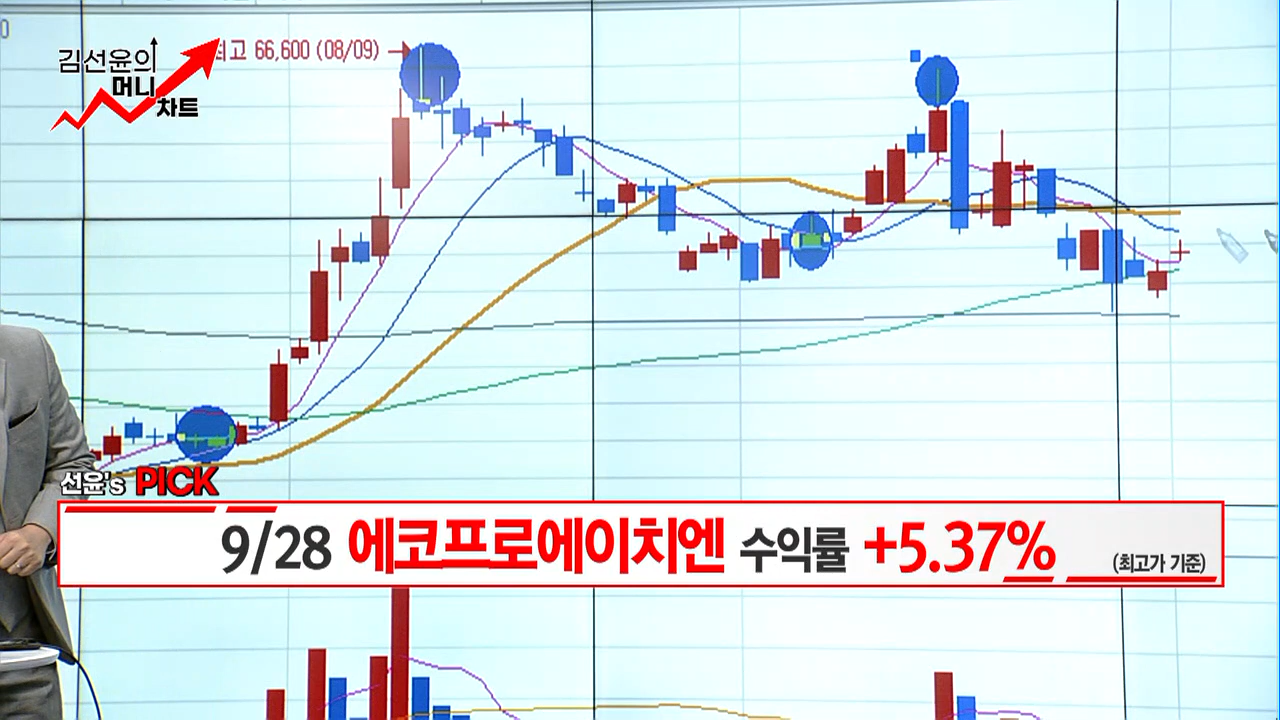 김선윤의
머니
차트
최고 66,600 (08/09)
선윤's PICK
9/28 에코프로에이치엔 수익률 +5.37% (최고가 기준)